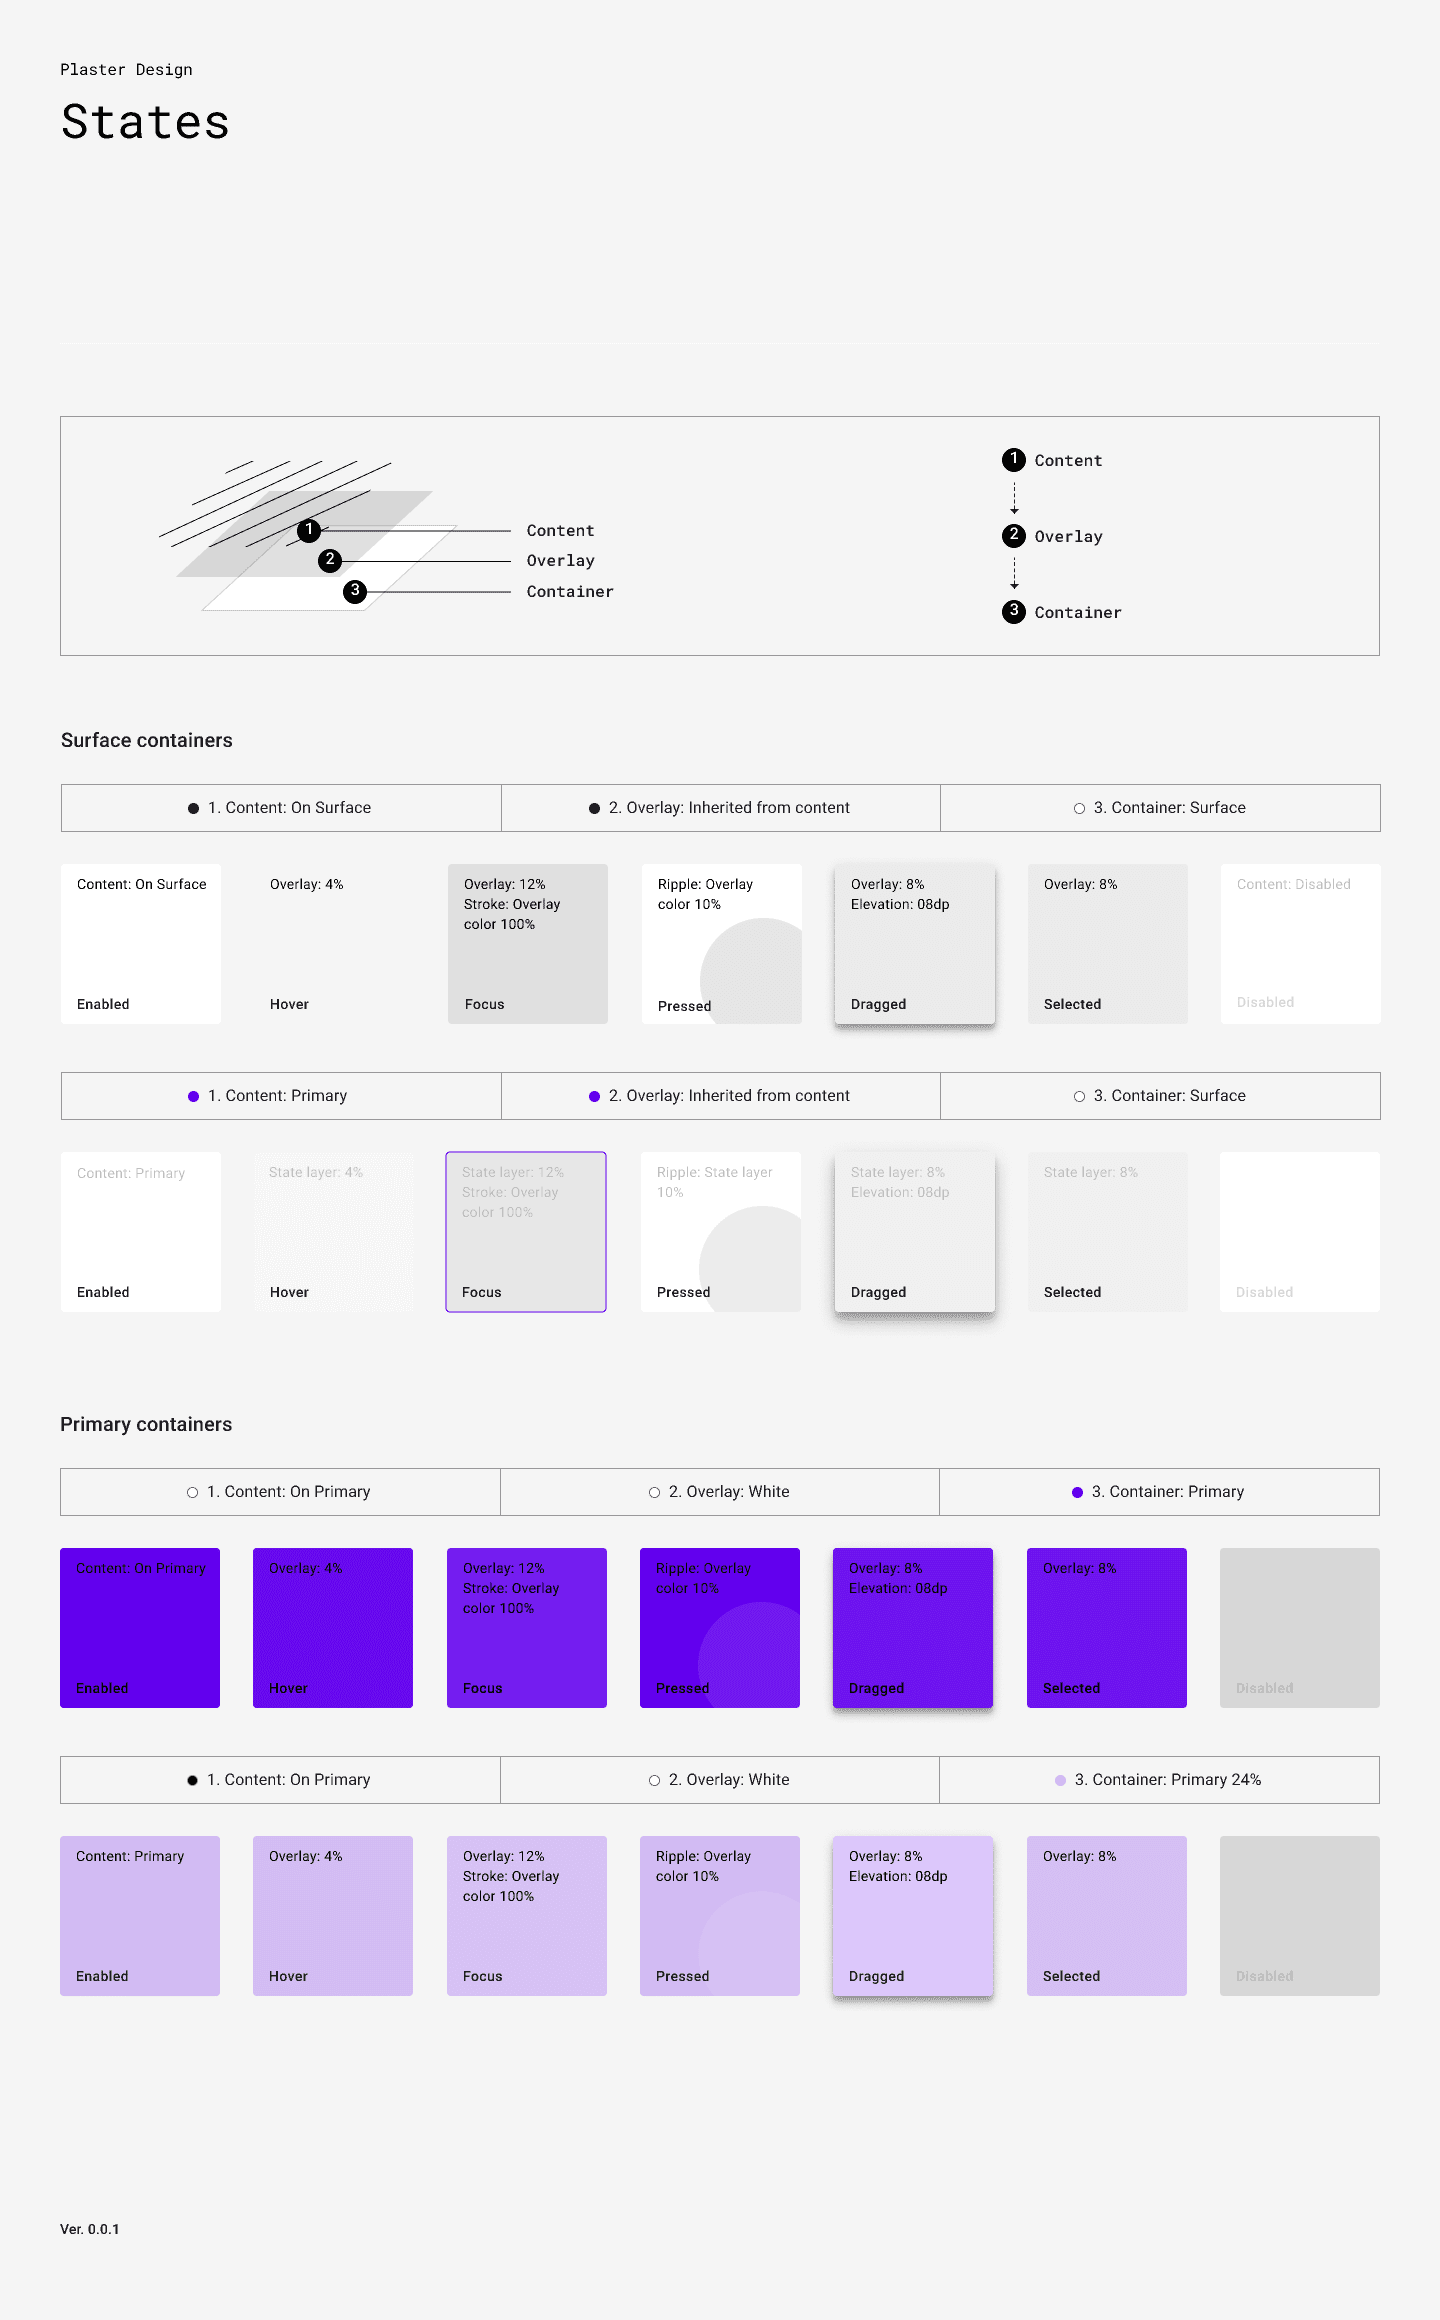 Plaster Design
States
1
2
3
Content
Overlay
Container
1 Content
2 Overlay
3 Container
Surface containers
1. Content: On Surface
2. Overlay: Inherited from content
3. Container: Surface
Content: On Surface
Enabled
Overlay: 4%
Hover
Overlay: 12%
Stroke: Overlay
color 100%
Focus
Ripple: Overlay
color 10%
Pressed
Overlay: 8%
Elevation: 08dp
Dragged
Overlay: 8%
Selected
Content: Disabled
Disabled
1. Content: Primary
2. Overlay: Inherited from content
3. Container: Surface
Content: Primary
Enabled
State layer: 4%
Hover
State layer: 12%
Stroke: Overlay
color 100%
Focus
Ripple: State layer
10%
Pressed
State layer: 8%
Elevation: 08dp
Dragged
State layer: 8%
Selected
Disabled
Primary containers
1. Content: On Primary
2. Overlay: White
3. Container: Primary
Content: On Primary
Enabled
Overlay: 4%
Hover
Overlay: 12%
Stroke: Overlay
color 100%
Focus
Ripple: Overlay
color 10%
Pressed
Overlay: 8%
Elevation: 08dp
Dragged
Overlay: 8%
Selected
Disabled
1. Content: On Primary
2. Overlay: White
3. Container: Primary 24%
Content: Primary
Enabled
Overlay: 4%
Hover
Overlay: 12%
Stroke: Overlay
color 100%
Focus
Ripple: Overlay
color 10%
Pressed
Overlay: 8%
Elevation: 08dp
Dragged
Overlay: 8%
Selected
Disabled
Ver. 0.0.1